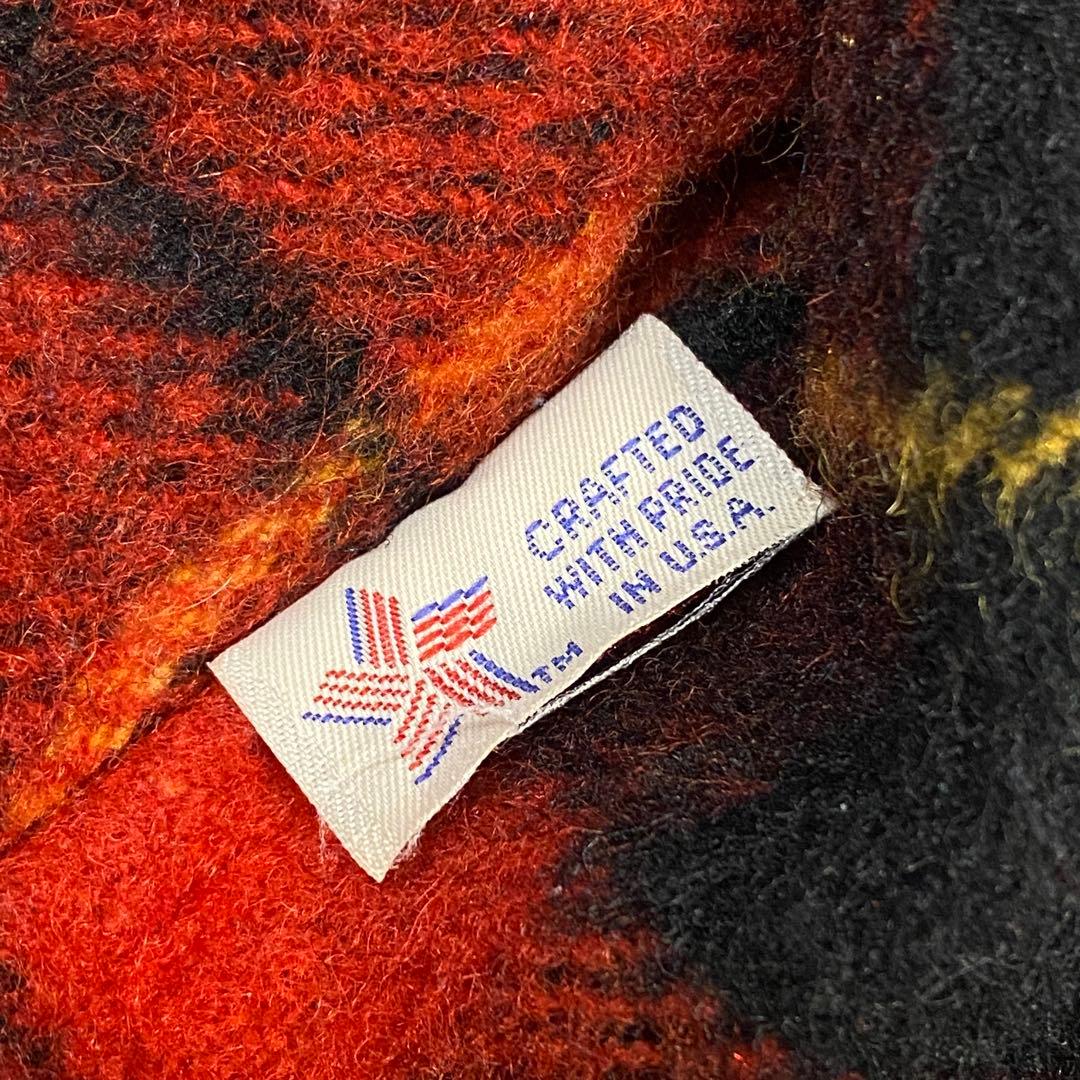 CRAFTED
WITH PRIDE
IN U.S.A.
TM